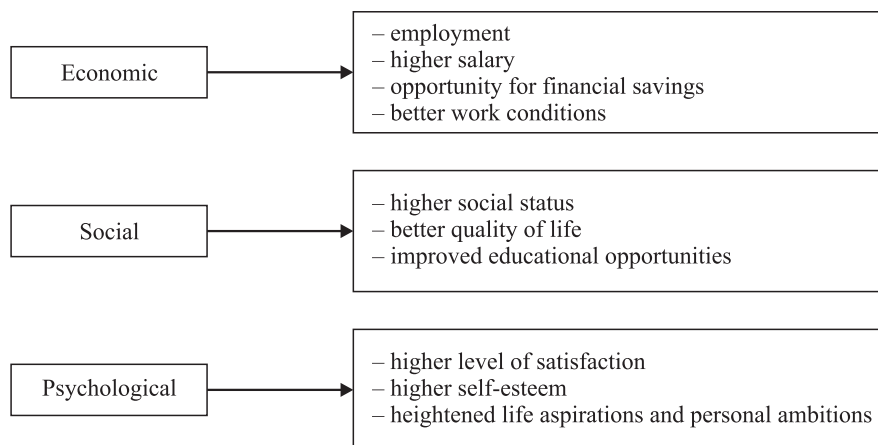 Economic
– employment
– higher salary
– opportunity for financial savings
– better work conditions
Social
– higher social status
– better quality of life
– improved educational opportunities
Psychological
– higher level of satisfaction
– higher self-esteem
– heightened life aspirations and personal ambitions